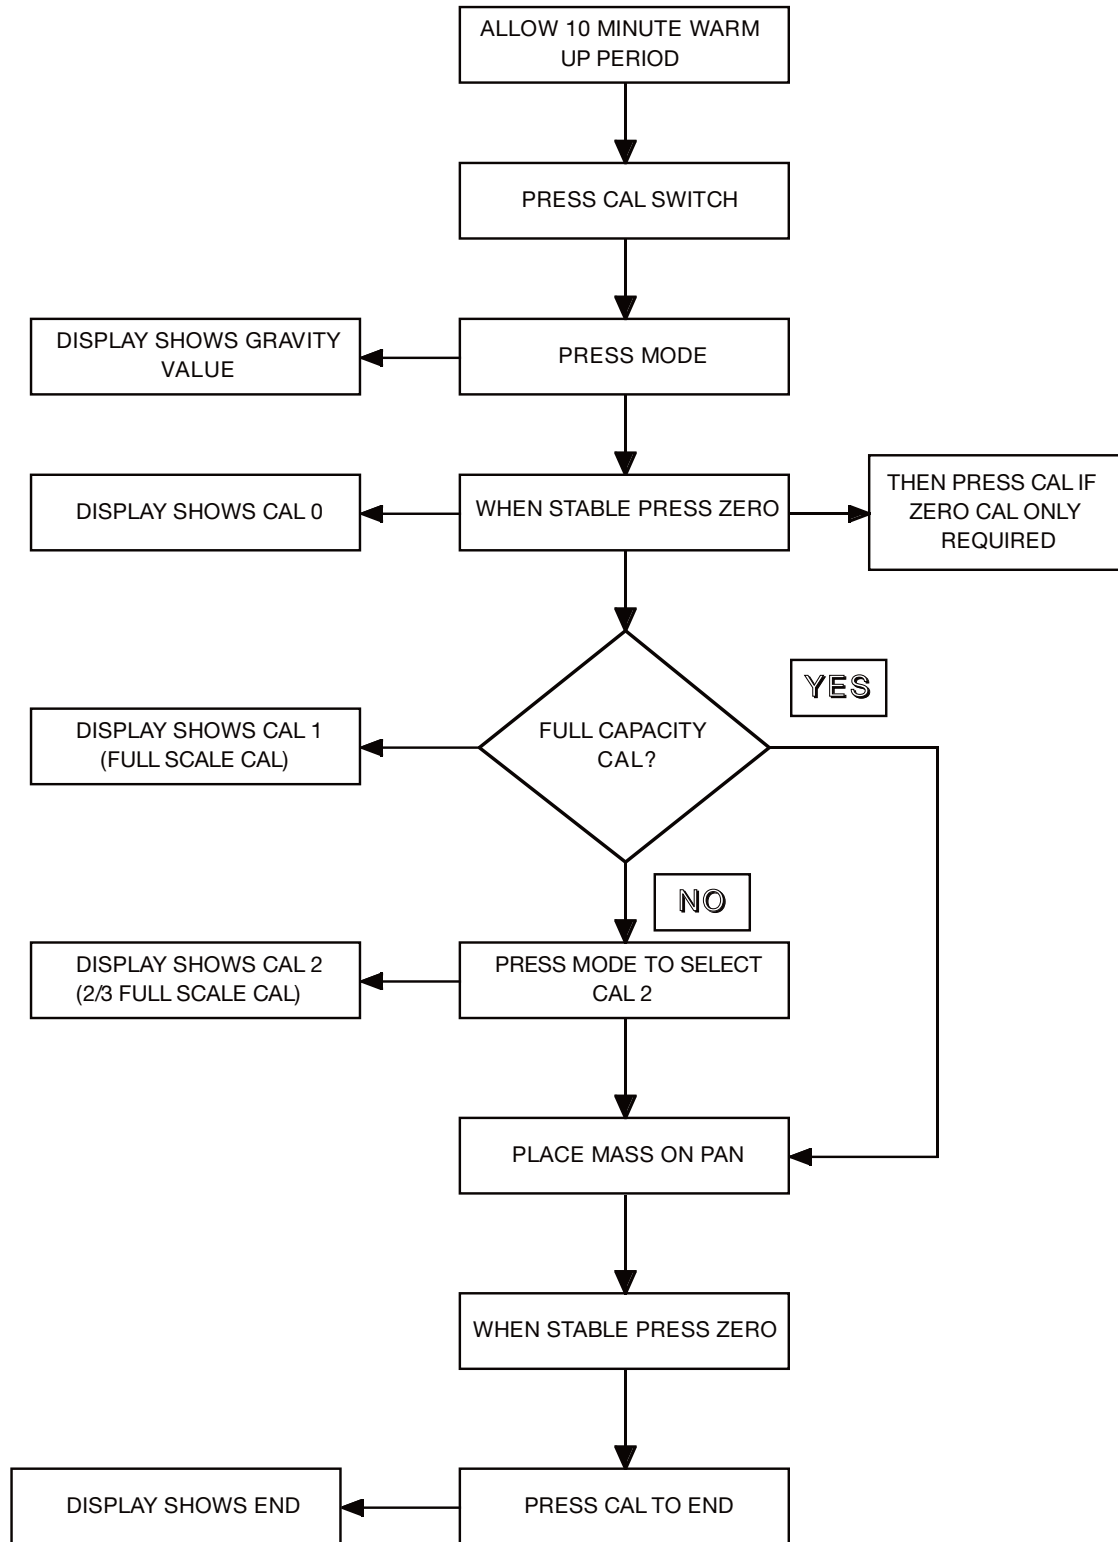 ALLOW 10 MINUTE WARM
UP PERIOD
PRESS CAL SWITCH
DISPLAY SHOWS GRAVITY
VALUE
PRESS MODE
DISPLAY SHOWS CAL 0
WHEN STABLE PRESS ZERO
THEN PRESS CAL IF
ZERO CAL ONLY
REQUIRED
YES
DISPLAY SHOWS CAL 1
(FULL SCALE CAL)
FULL CAPACITY
CAL?
NO
DISPLAY SHOWS CAL 2
(2/3 FULL SCALE CAL)
PRESS MODE TO SELECT
CAL 2
PLACE MASS ON PAN
WHEN STABLE PRESS ZERO
DISPLAY SHOWS END
PRESS CAL TO END